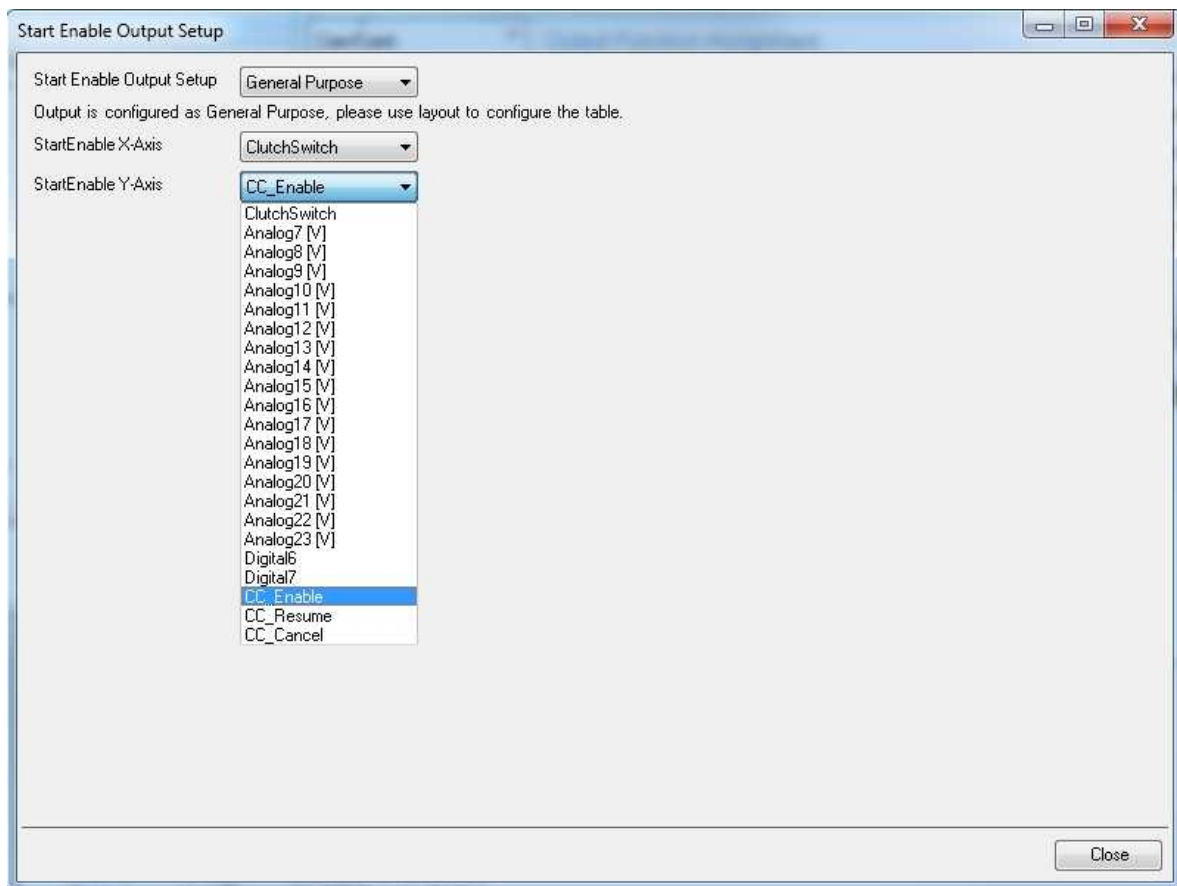 Start Enable Output Setup
Start Enable Output Setup General Purpose
Output is configured as General Purpose, please use layout to configure the table.
StartEnable X-Axis ClutchSwitch
StartEnable Y-Axis CC_Enable
ClutchSwitch
Analog7 [V]
Analog8 [V]
Analog9 [V]
Analog10 [V]
Analog11 [V]
Analog12 [V]
Analog13 [V]
Analog14 [V]
Analog15 [V]
Analog16 [V]
Analog17 [V]
Analog18 [V]
Analog19 [V]
Analog20 [V]
Analog21 [V]
Analog22 [V]
Analog23 [V]
Digital6
Digital7
CC_Enable
CC_Resume
CC_Cancel
Close